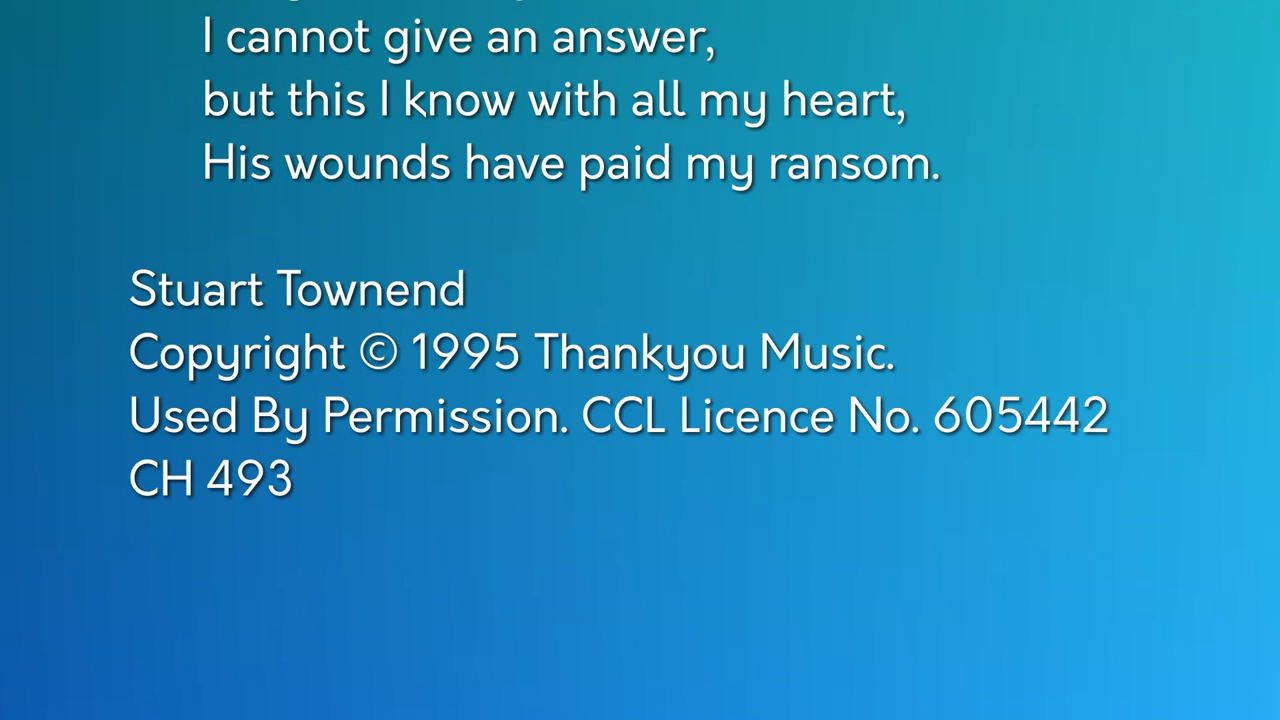 I cannot give an answer,
but this I know with all my heart,
His wounds have paid my ransom.
Stuart Townend
Copyright © 1995 Thankyou Music.
Used By Permission. CCL Licence No. 605442
CH 493